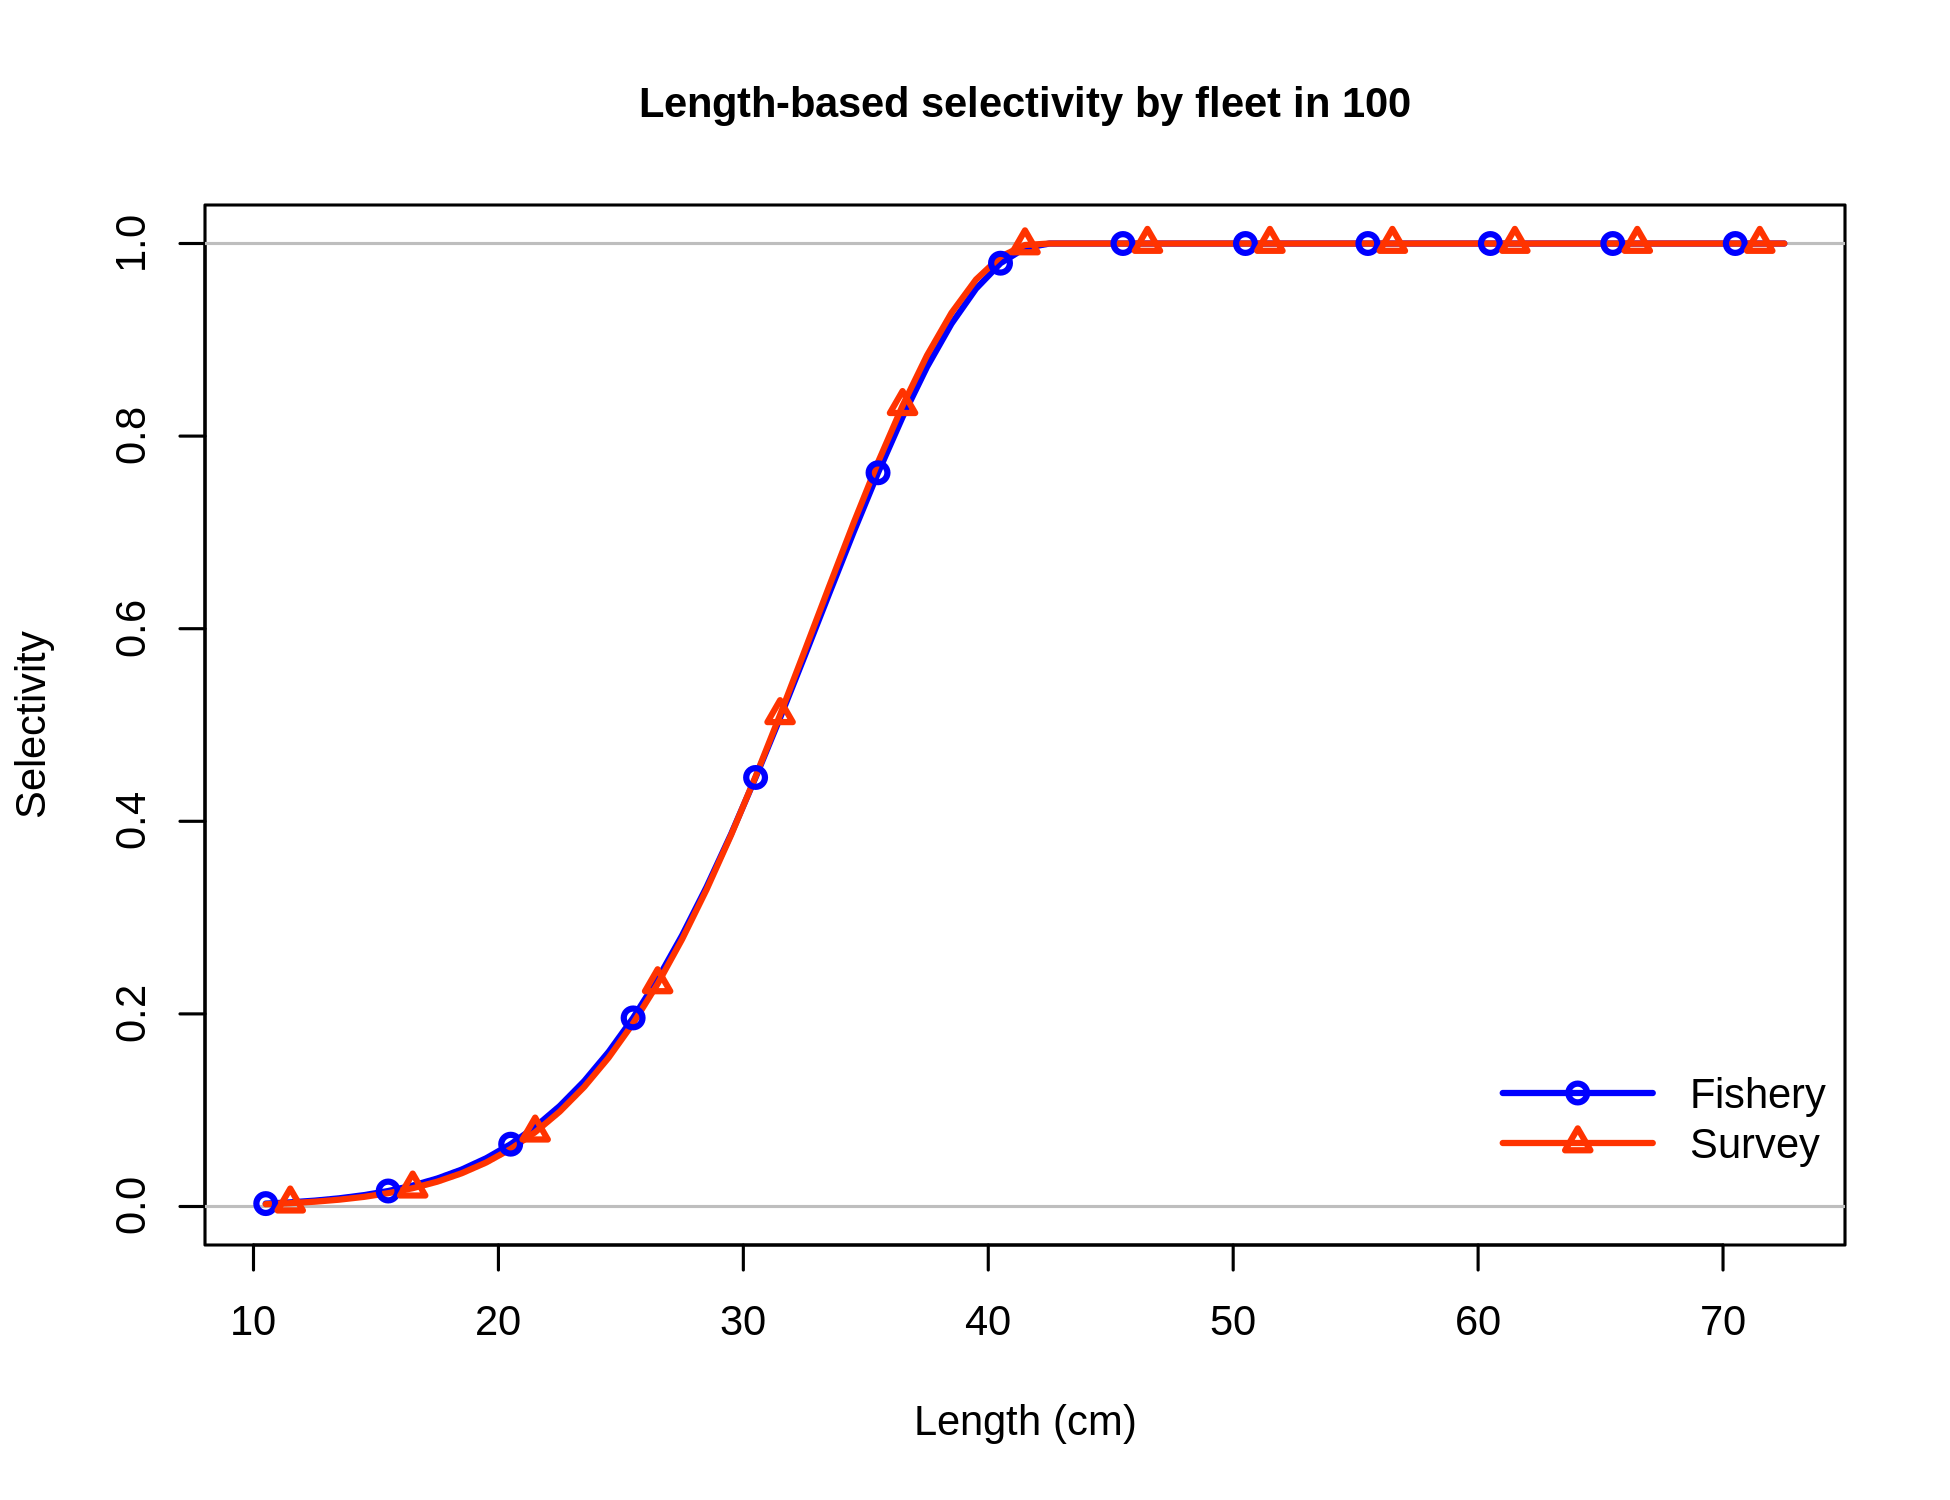 Length-based selectivity by fleet in 100
Selectivity
1.0
0.8
0.6
0.4
0.2
0.0
Fishery
Survey
10 20 30 40 50 60 70
Length (cm)